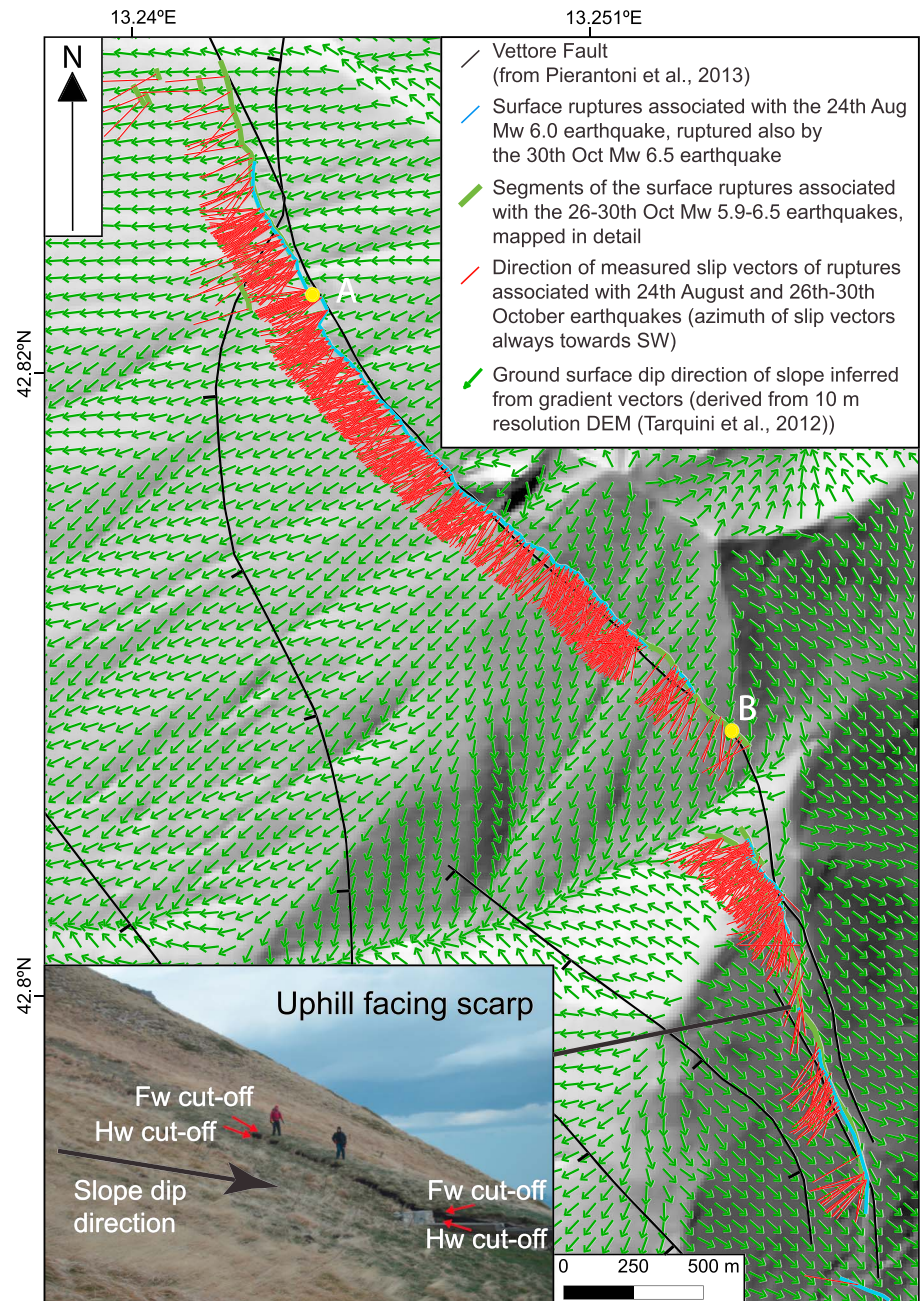 13.24ºE
13.251ºE
N
Vettore Fault
(from Pierantoni et al., 2013)
Surface ruptures associated with the 24th Aug
Mw 6.0 earthquake, ruptured also by
the 30th Oct Mw 6.5 earthquake
Segments of the surface ruptures associated
with the 26-30th Oct Mw 5.9-6.5 earthquakes,
mapped in detail
Direction of measured slip vectors of ruptures
associated with 24th August and 26th-30th
October earthquakes (azimuth of slip vectors
always towards SW)
Ground surface dip direction of slope inferred
from gradient vectors (derived from 10 m
resolution DEM (Tarquini et al., 2012))
A
42.82ºN
B
42.8ºN
Uphill facing scarp
Fw cut-off
Hw cut-off
Slope dip
direction
Fw cut-off
Hw cut-off
0 250 500 m